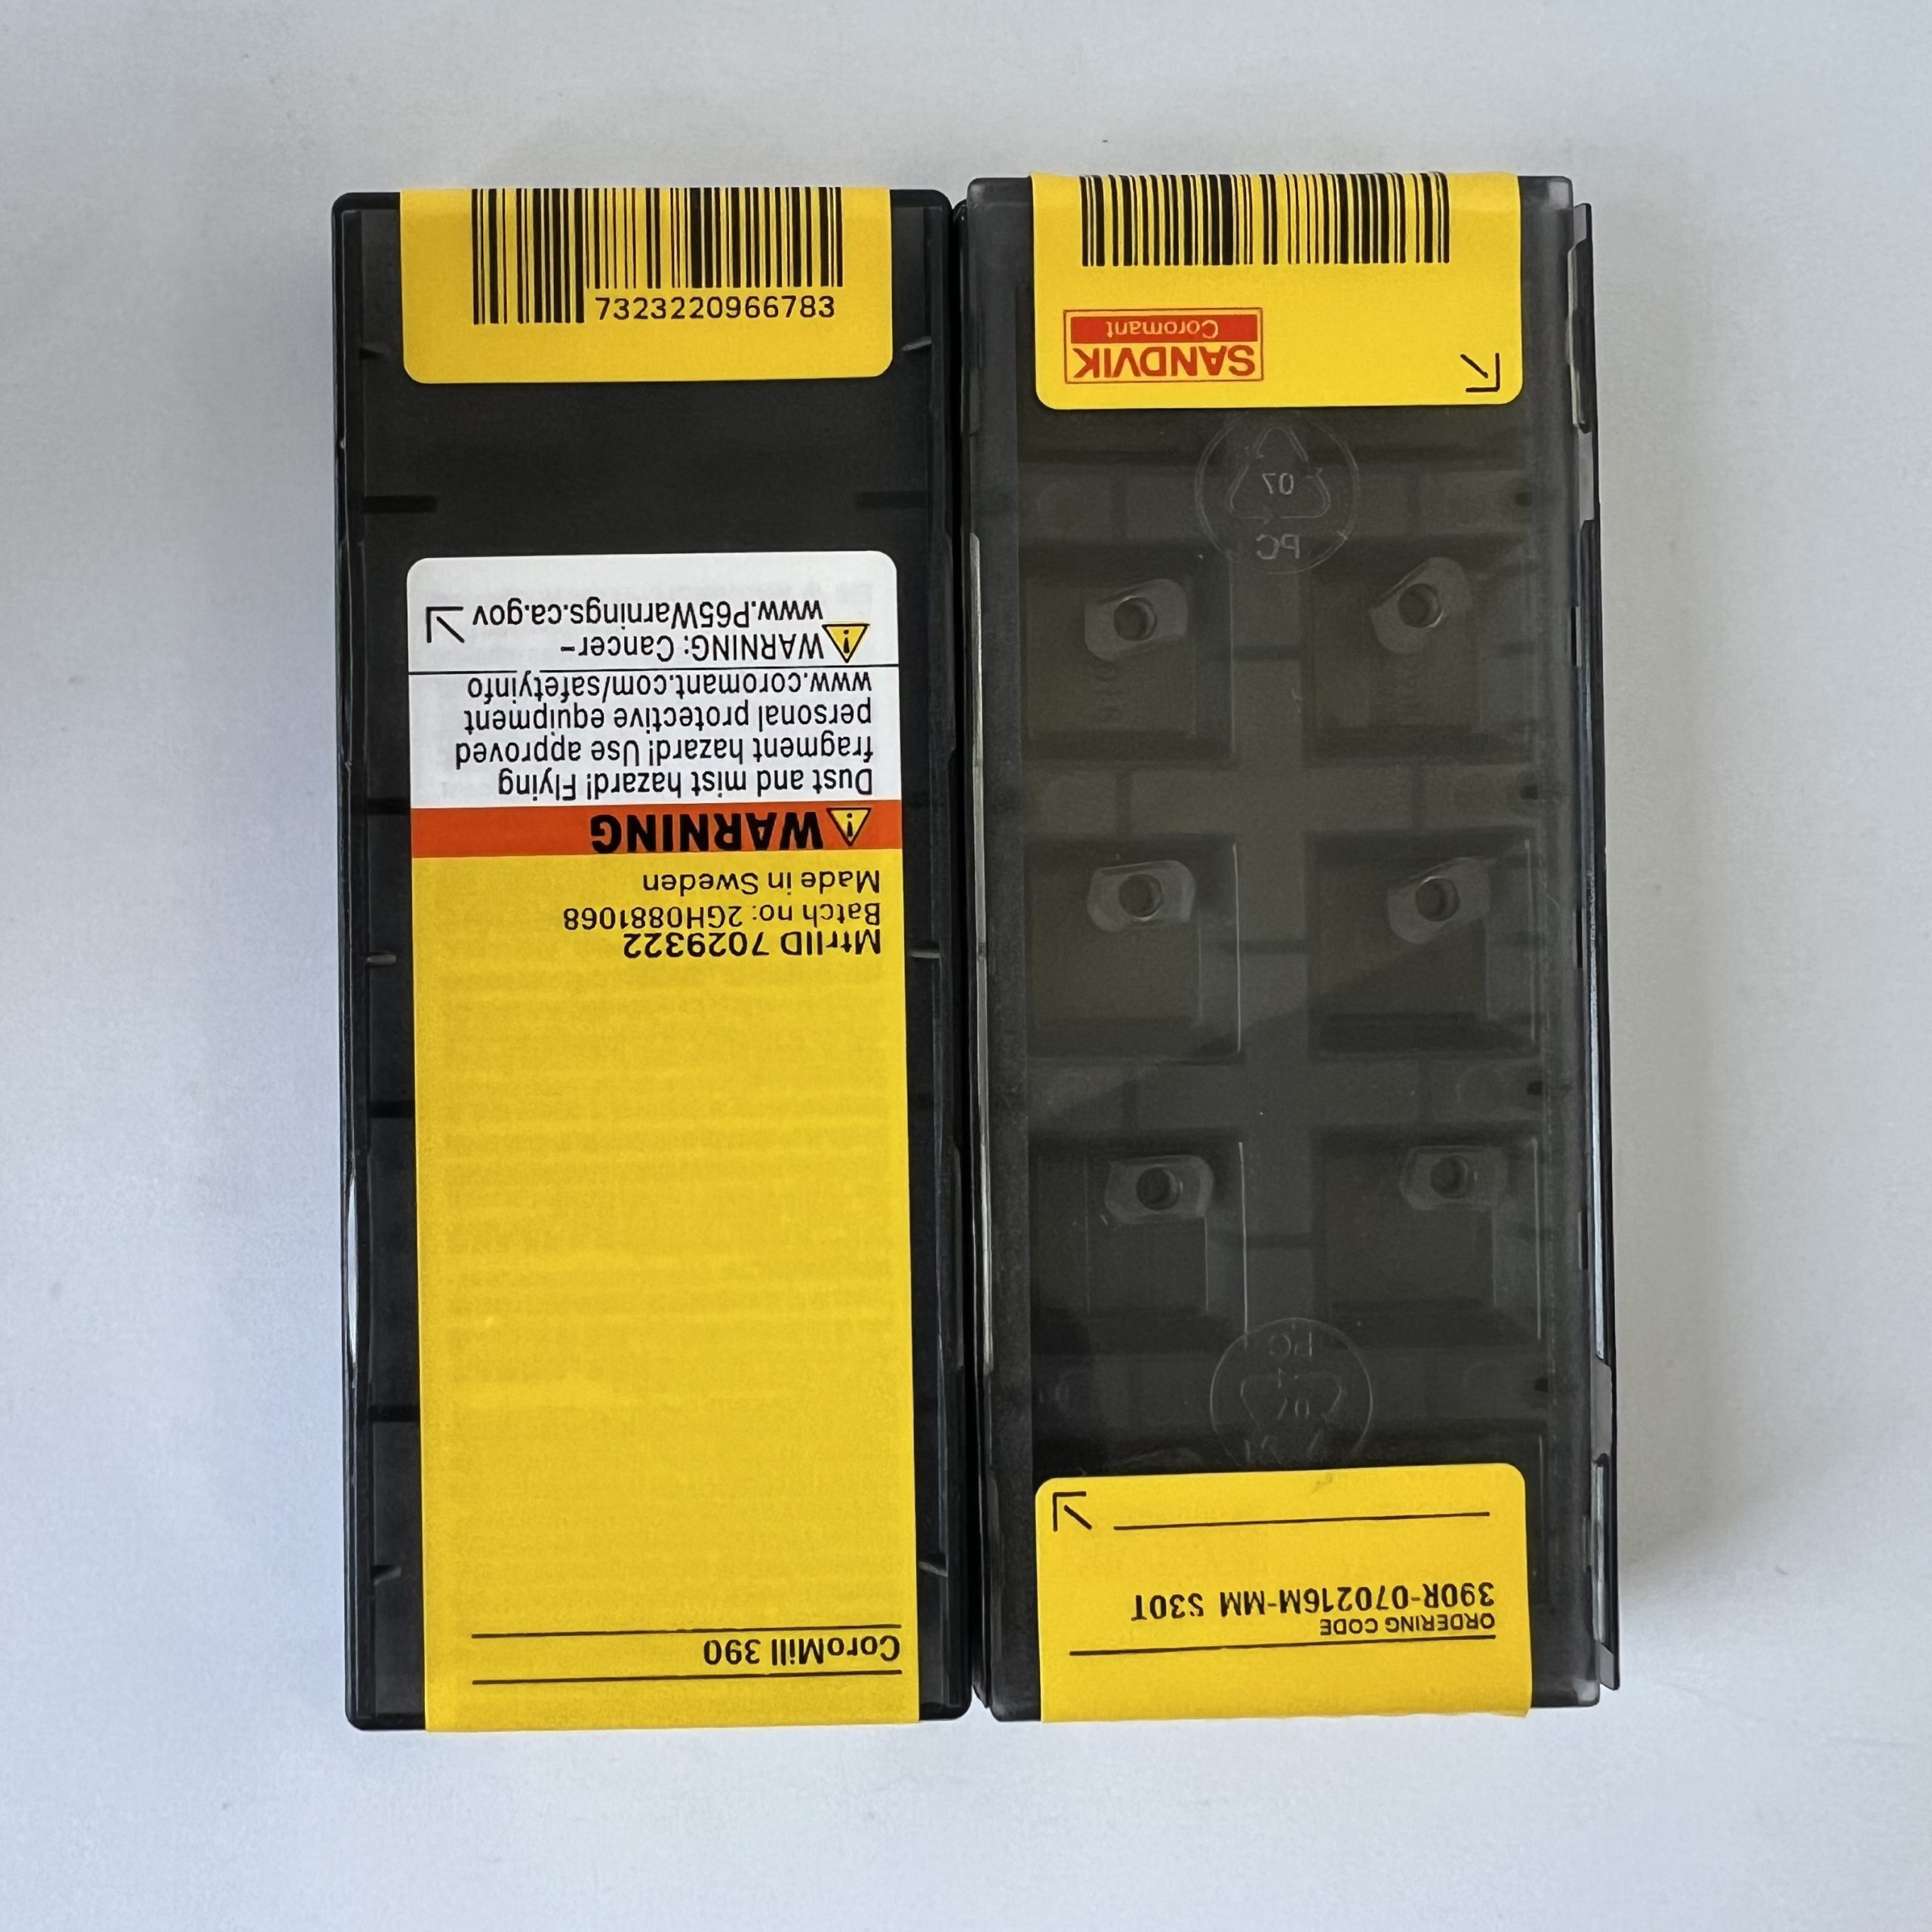 7323220966783
CoroMill 390
MtrlID 7029322
Batch no: 2GH0881068
Made in Sweden
WARNING
Dust and mist hazard! Flying
fragment hazard! Use approved
personal protective equipment
www.coromant.com/safetyinfo
WARNING: Cancer-
www.P65Warnings.ca.gov
ORDERING CODE
390R-070216M-MM S30T
SANDVIK
Coromant
07
PC
PC
07